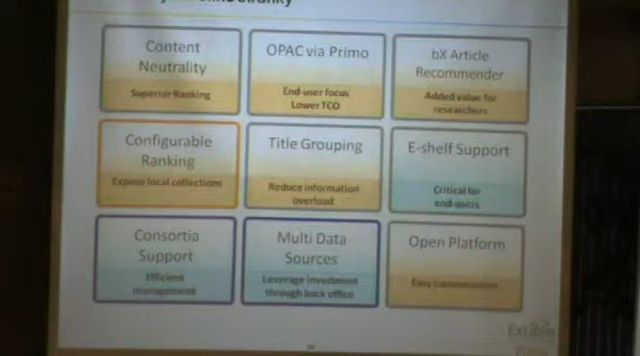 Content
Neutrality
Superior Ranking
OPAC via Primo
End-user focus
Lower TCO
bX Article
Recommender
Added value for
researchers
Configurable
Ranking
Expose local collections
Title Grouping
Reduce information
overload
E-shelf Support
Critical for
end-users
Consortia
Support
Efficient
management
Multi Data
Sources
Leverage investment
through back office
Open Platform
Easy customization
ExLibris